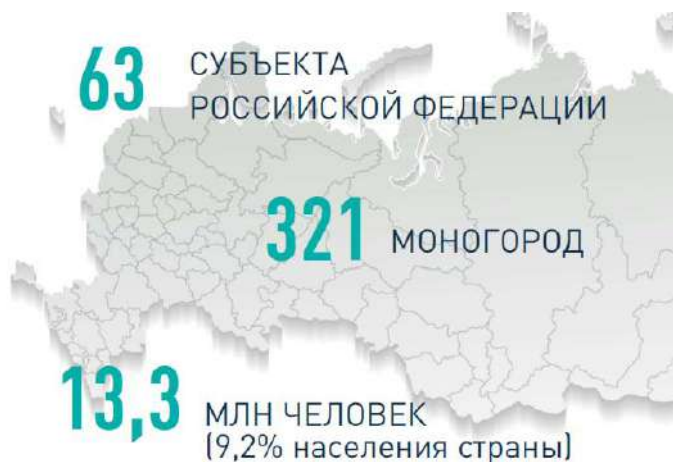 63 СУБЪЕКТА
РОССИЙСКОЙ ФЕДЕРАЦИИ
321 МОНОГОРОД
13,3 МЛН ЧЕЛОВЕК
(9,2% населения страны)